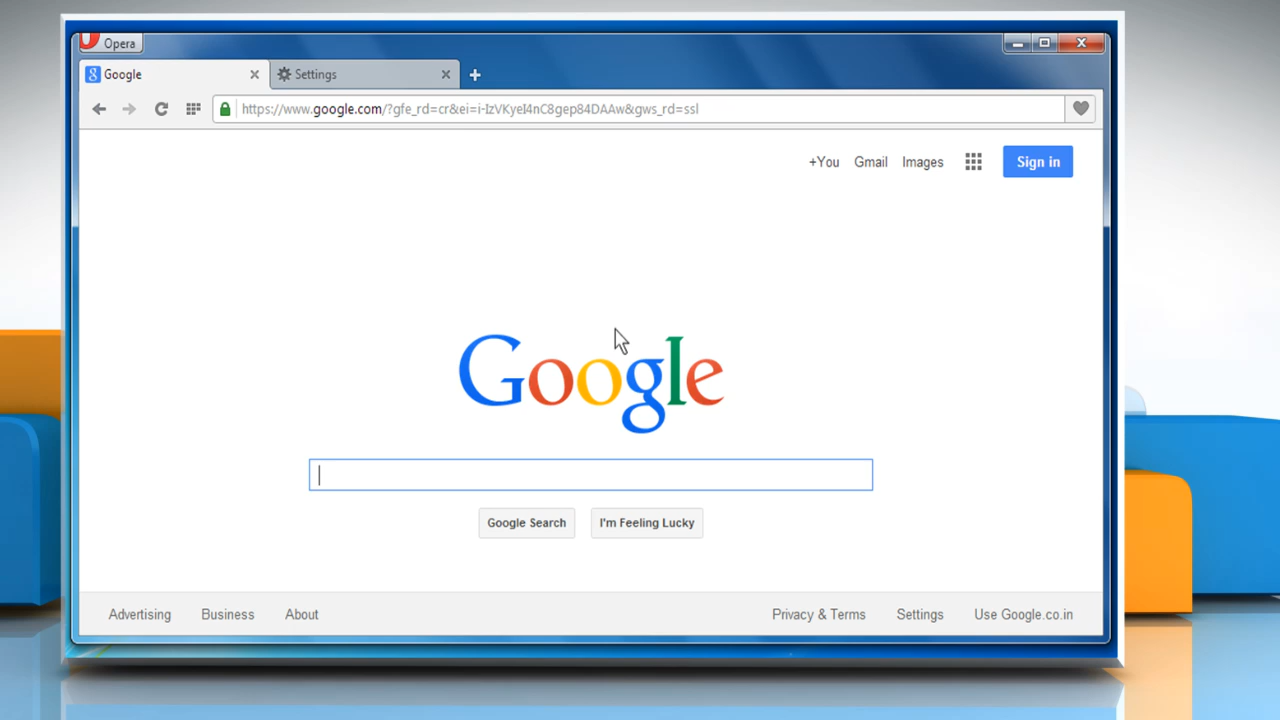 Opera
Google
Settings
https://www.google.com/?gfe_rd=cr&ei=i-IzVKyeI4nC8gep84DAAw&gws_rd=ssl
+You Gmail Images Sign in
Google
Google Search I'm Feeling Lucky
Advertising Business About Privacy & Terms Settings Use Google.co.in